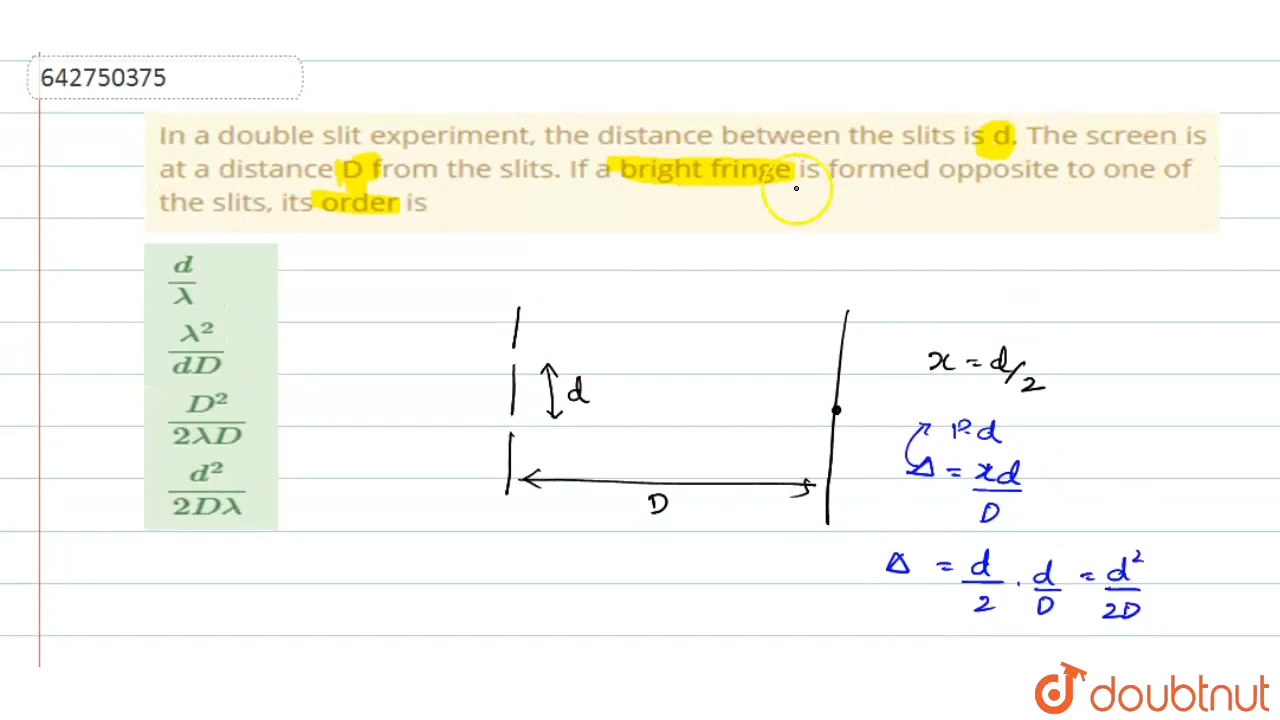 642750375
In a double slit experiment, the distance between the slits is d. The screen is
at a distance D from the slits. If a bright fringe is formed opposite to one of
the slits, its order is
d/λ
λ²/dD
D²/2λD
d²/2Dλ
d
D
x = d/2
P.d
Δ = xd/D
Δ = d/2 . d/D = d²/2D
doubtnut